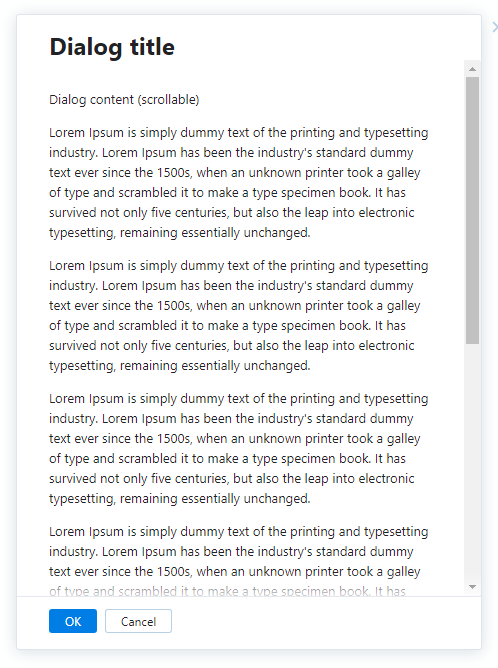 Dialog title
Dialog content (scrollable)
Lorem Ipsum is simply dummy text of the printing and typesetting
industry. Lorem Ipsum has been the industry's standard dummy
text ever since the 1500s, when an unknown printer took a galley
of type and scrambled it to make a type specimen book. It has
survived not only five centuries, but also the leap into electronic
typesetting, remaining essentially unchanged.
Lorem Ipsum is simply dummy text of the printing and typesetting
industry. Lorem Ipsum has been the industry's standard dummy
text ever since the 1500s, when an unknown printer took a galley
of type and scrambled it to make a type specimen book. It has
survived not only five centuries, but also the leap into electronic
typesetting, remaining essentially unchanged.
Lorem Ipsum is simply dummy text of the printing and typesetting
industry. Lorem Ipsum has been the industry's standard dummy
text ever since the 1500s, when an unknown printer took a galley
of type and scrambled it to make a type specimen book. It has
survived not only five centuries, but also the leap into electronic
typesetting, remaining essentially unchanged.
Lorem Ipsum is simply dummy text of the printing and typesetting
industry. Lorem Ipsum has been the industry's standard dummy
text ever since the 1500s, when an unknown printer took a galley
of type and scrambled it to make a type specimen book. It has
OK
Cancel